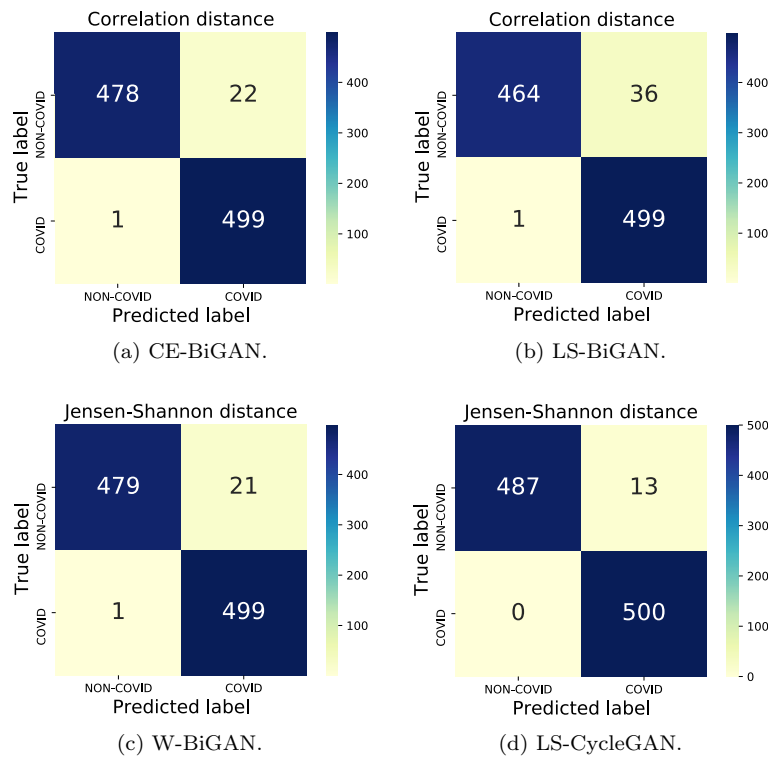 Correlation distance
True label
NON-COVID
COVID
478 22
1 499
400
300
200
100
NON-COVID COVID
Predicted label
(a) CE-BiGAN.
Correlation distance
True label
NON-COVID
COVID
464 36
1 499
400
300
200
100
NON-COVID COVID
Predicted label
(b) LS-BiGAN.
Jensen-Shannon distance
True label
NON-COVID
COVID
479 21
1 499
400
300
200
100
NON-COVID COVID
Predicted label
(c) W-BiGAN.
Jensen-Shannon distance
True label
NON-COVID
COVID
487 13
0 500
500
400
300
200
100
0
NON-COVID COVID
Predicted label
(d) LS-CycleGAN.